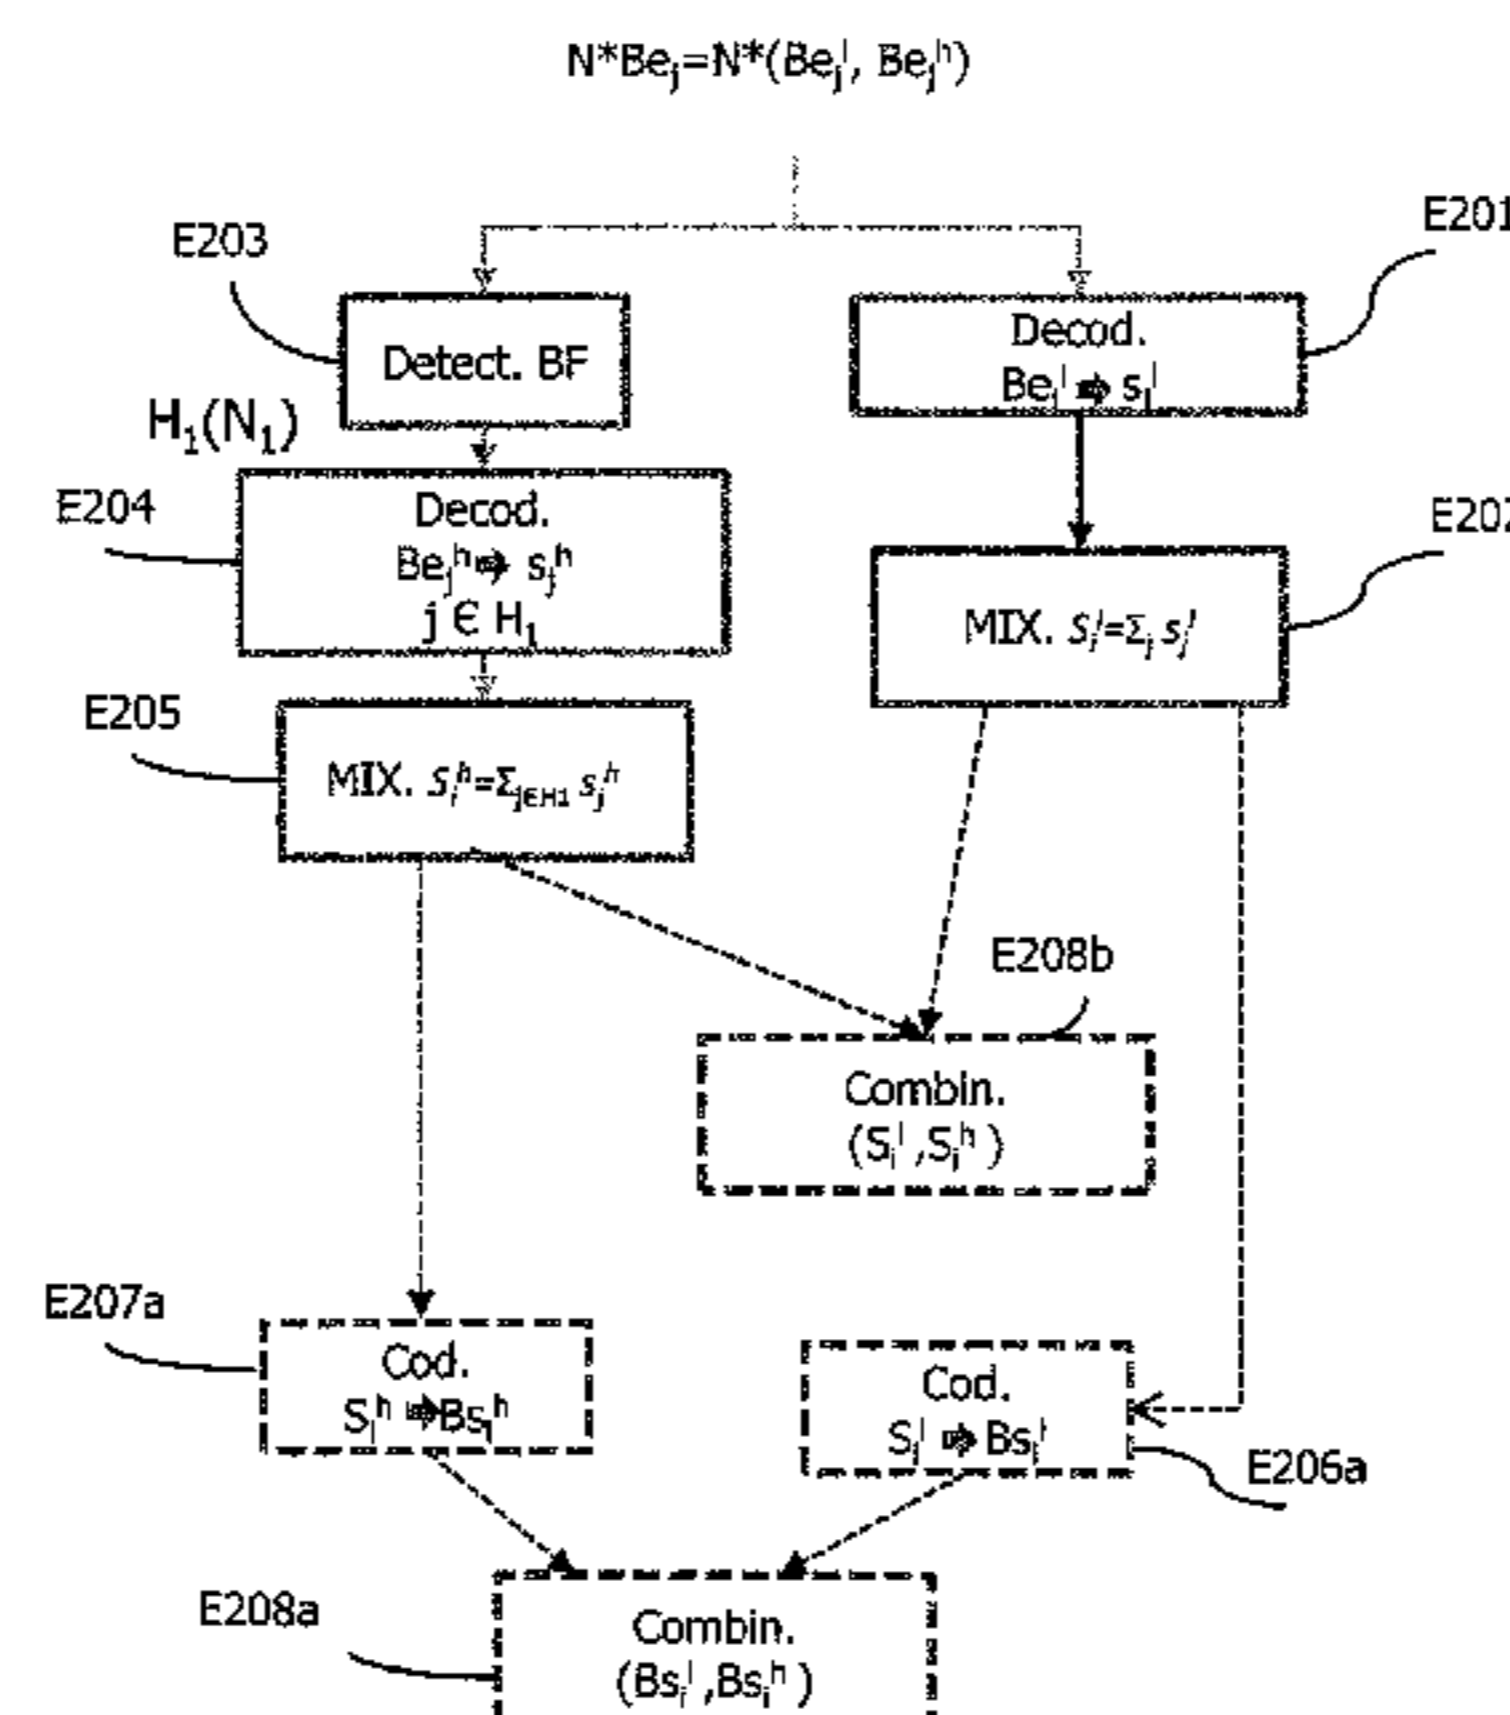 N*Beⱼ=N*(Beⱼˡ, Beⱼʰ)
E203
E201
Detect. BF
Decod.
Beⱼˡ ⇒ sⱼˡ
H₁(N₁)
E204
Decod.
Beⱼʰ ⇒ sⱼʰ
j ∈ H₁
E202
MIX. Sᵢˡ=Σⱼ sⱼˡ
E205
MIX. Sᵢʰ=Σj∈H1 sⱼʰ
E208b
Combin.
(Sᵢˡ,Sᵢʰ)
E207a
Cod.
Sᵢʰ ⇒ Bsᵢʰ
Cod.
Sᵢˡ ⇒ Bsᵢˡ
E206a
E208a
Combin.
(Bsᵢˡ,Bsᵢʰ)